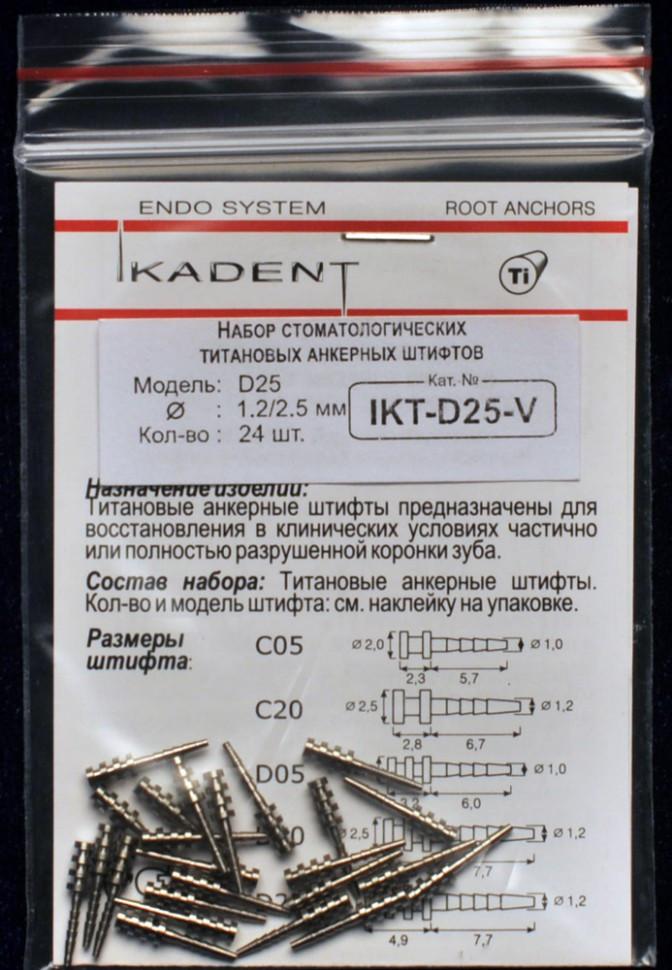 ENDO SYSTEM ROOT ANCHORS
IKADENT Ti
НАБОР СТОМАТОЛОГИЧЕСКИХ
ТИТАНОВЫХ АНКЕРНЫХ ШТИФТОВ
Модель: D25
Ø : 1.2/2.5 мм
Кол-во : 24 шт.
Кат. №
IKT-D25-V
Назначение изделий:
Титановые анкерные штифты предназначены для
восстановления в клинических условиях частично
или полностью разрушенной коронки зуба.
Состав набора: Титановые анкерные штифты.
Кол-во и модель штифта: см. наклейку на упаковке.
Размеры
штифта:
C05 Ø 2,0 Ø 1,0
2,3 5,7
C20 Ø 2,5 Ø 1,2
2,8 6,7
D05 Ø 1,0
3,2 6,0
2,5 Ø 1,2
7,7
Ø 1,2
4,9 7,7